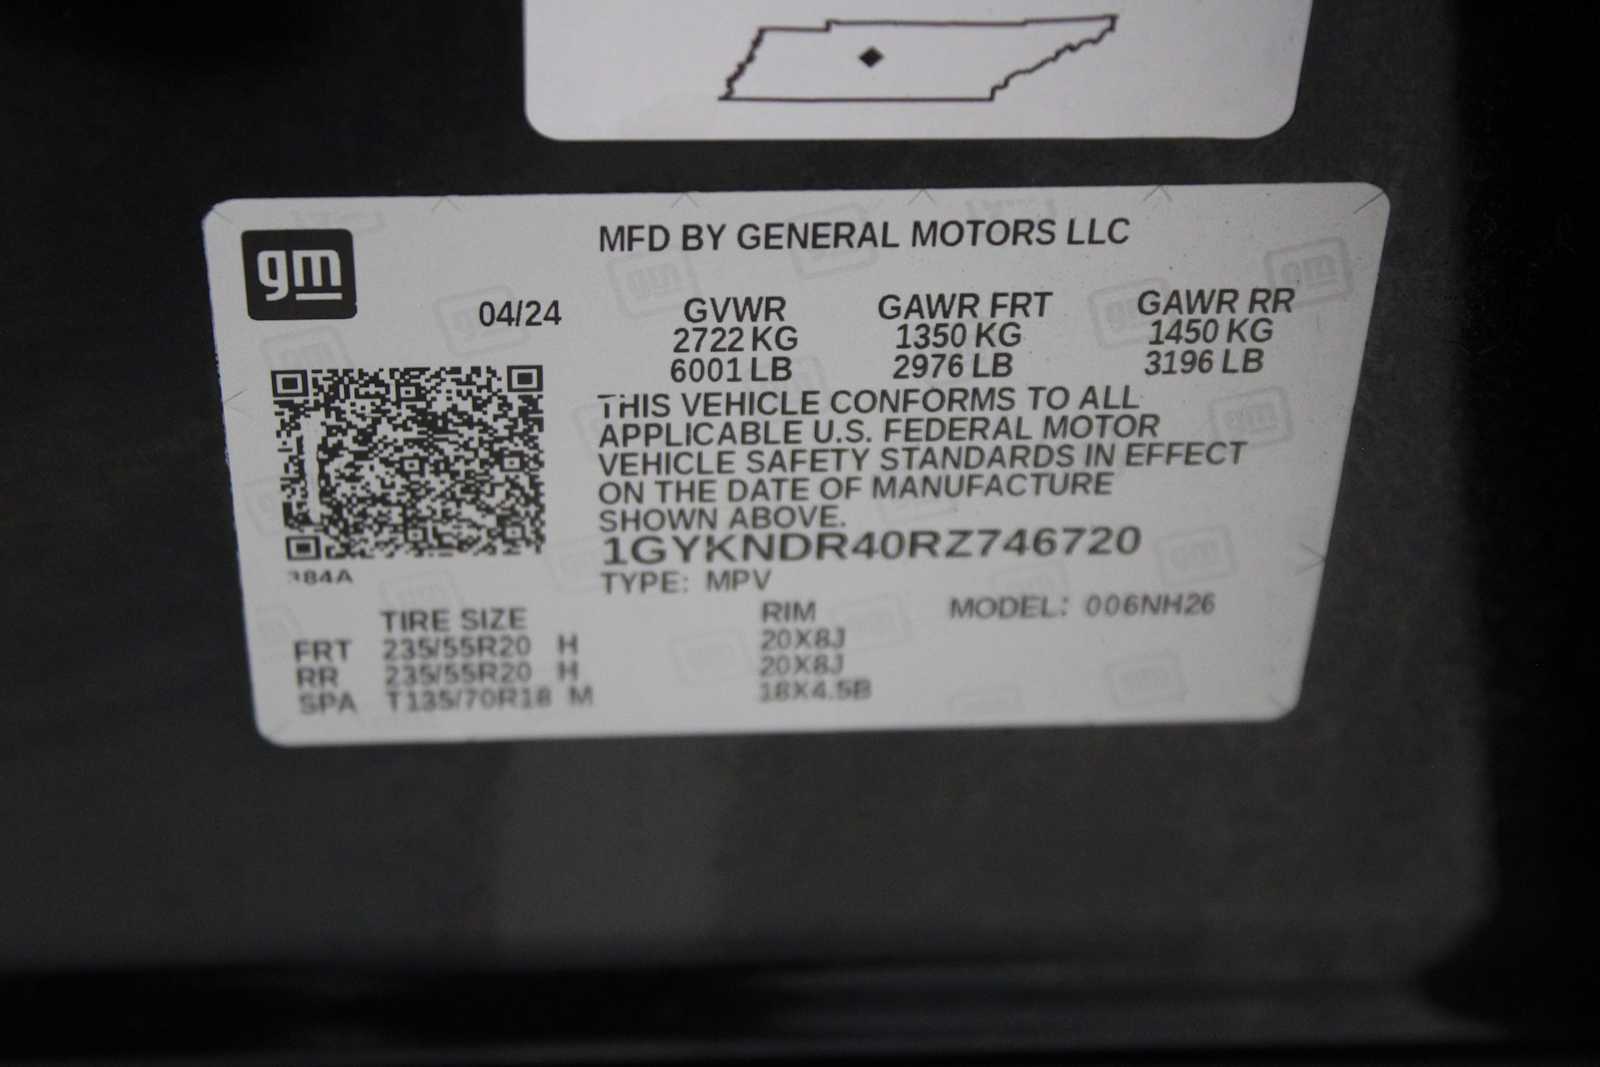 gm
MFD BY GENERAL MOTORS LLC
04/24 GVWR GAWR FRT GAWR RR
2722 KG 1350 KG 1450 KG
6001 LB 2976 LB 3196 LB
THIS VEHICLE CONFORMS TO ALL
APPLICABLE U.S. FEDERAL MOTOR
VEHICLE SAFETY STANDARDS IN EFFECT
ON THE DATE OF MANUFACTURE
SHOWN ABOVE.
1GYKNDR40RZ746720
384A
TYPE: MPV
TIRE SIZE RIM MODEL: 006NH26
FRT 235/55R20 H 20X8J
RR 235/55R20 H 20X8J
SPA T135/70R18 M 18X4.5B